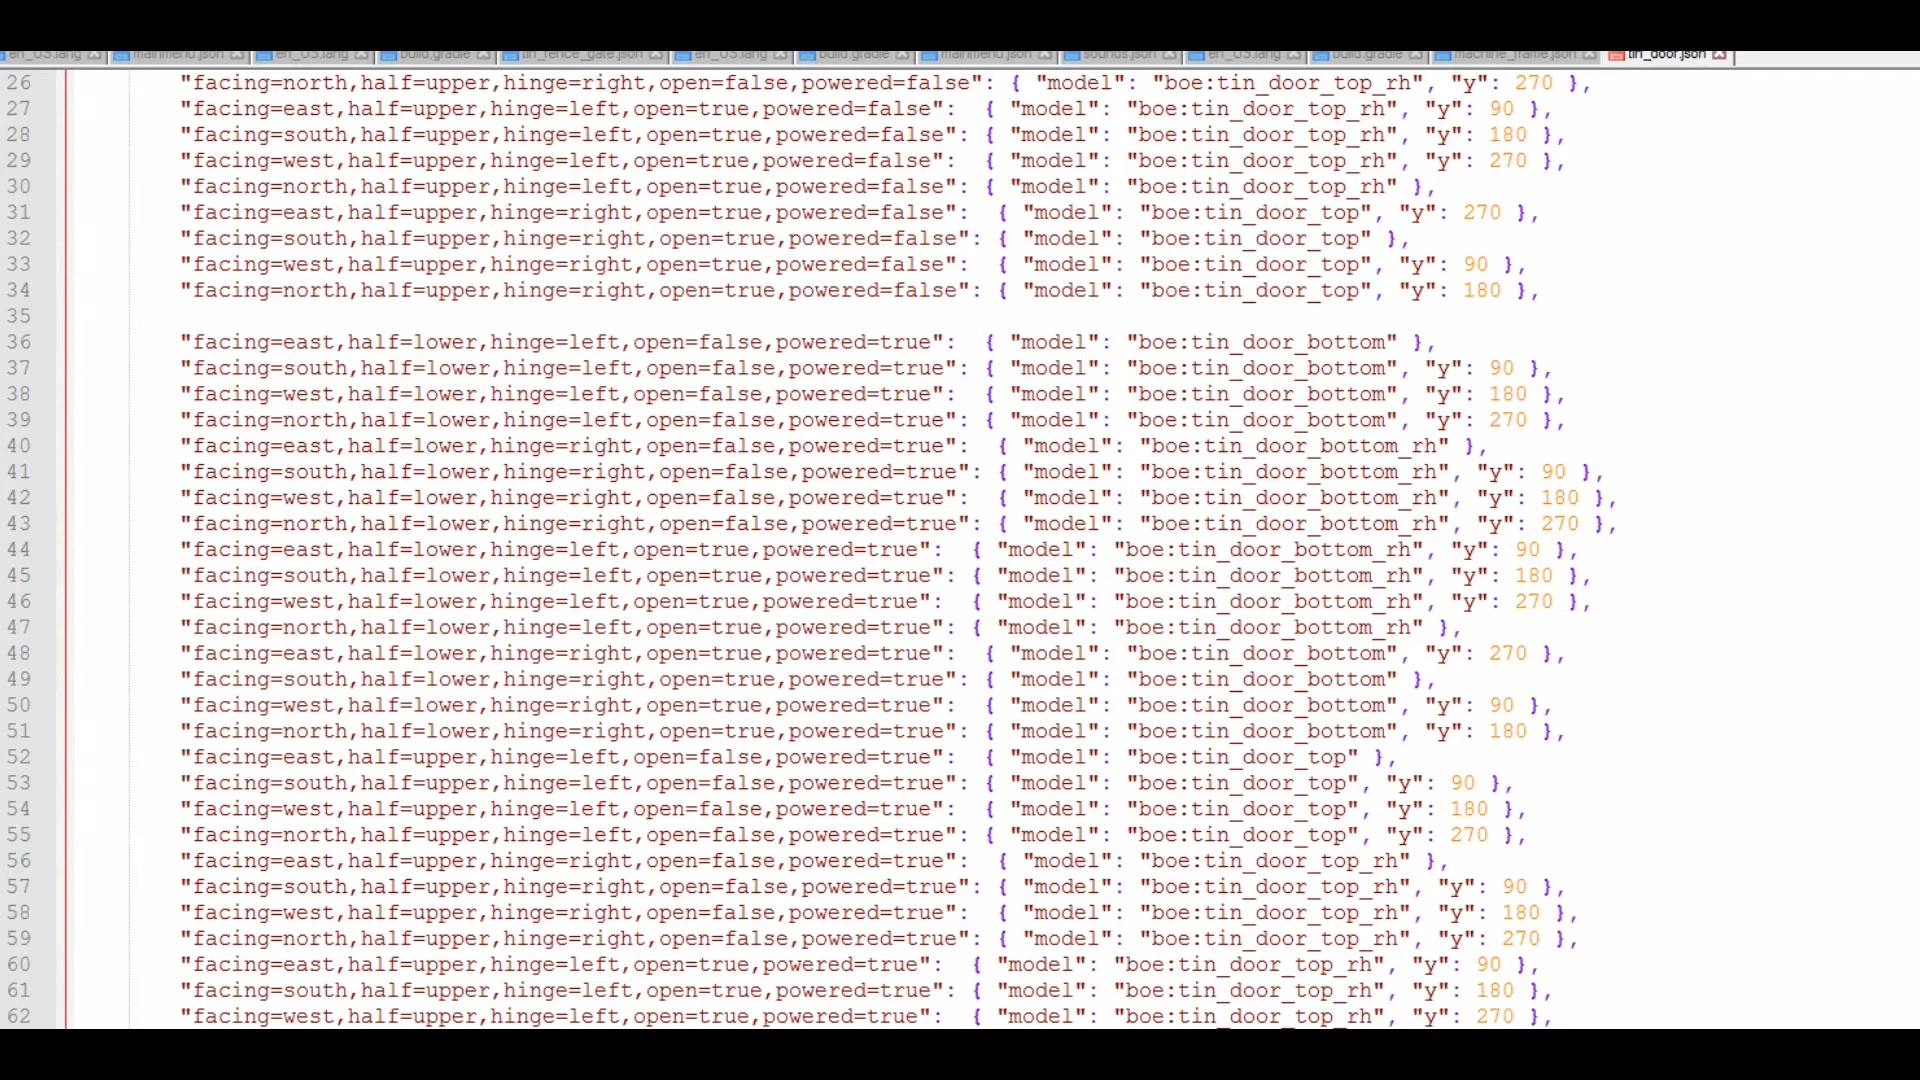 en_US.lang mainmenu.json en_US.lang build.gradle tin_fence_gate.json en_US.lang build.gradle mainmenu.json sounds.json en_US.lang build.gradle machine_frame.json tin_door.json
26 "facing=north,half=upper,hinge=right,open=false,powered=false": { "model": "boe:tin_door_top_rh", "y": 270 },
27 "facing=east,half=upper,hinge=left,open=true,powered=false": { "model": "boe:tin_door_top_rh", "y": 90 },
28 "facing=south,half=upper,hinge=left,open=true,powered=false": { "model": "boe:tin_door_top_rh", "y": 180 },
29 "facing=west,half=upper,hinge=left,open=true,powered=false": { "model": "boe:tin_door_top_rh", "y": 270 },
30 "facing=north,half=upper,hinge=left,open=true,powered=false": { "model": "boe:tin_door_top_rh" },
31 "facing=east,half=upper,hinge=right,open=true,powered=false": { "model": "boe:tin_door_top", "y": 270 },
32 "facing=south,half=upper,hinge=right,open=true,powered=false": { "model": "boe:tin_door_top" },
33 "facing=west,half=upper,hinge=right,open=true,powered=false": { "model": "boe:tin_door_top", "y": 90 },
34 "facing=north,half=upper,hinge=right,open=true,powered=false": { "model": "boe:tin_door_top", "y": 180 },
35
36 "facing=east,half=lower,hinge=left,open=false,powered=true": { "model": "boe:tin_door_bottom" },
37 "facing=south,half=lower,hinge=left,open=false,powered=true": { "model": "boe:tin_door_bottom", "y": 90 },
38 "facing=west,half=lower,hinge=left,open=false,powered=true": { "model": "boe:tin_door_bottom", "y": 180 },
39 "facing=north,half=lower,hinge=left,open=false,powered=true": { "model": "boe:tin_door_bottom", "y": 270 },
40 "facing=east,half=lower,hinge=right,open=false,powered=true": { "model": "boe:tin_door_bottom_rh" },
41 "facing=south,half=lower,hinge=right,open=false,powered=true": { "model": "boe:tin_door_bottom_rh", "y": 90 },
42 "facing=west,half=lower,hinge=right,open=false,powered=true": { "model": "boe:tin_door_bottom_rh", "y": 180 },
43 "facing=north,half=lower,hinge=right,open=false,powered=true": { "model": "boe:tin_door_bottom_rh", "y": 270 },
44 "facing=east,half=lower,hinge=left,open=true,powered=true": { "model": "boe:tin_door_bottom_rh", "y": 90 },
45 "facing=south,half=lower,hinge=left,open=true,powered=true": { "model": "boe:tin_door_bottom_rh", "y": 180 },
46 "facing=west,half=lower,hinge=left,open=true,powered=true": { "model": "boe:tin_door_bottom_rh", "y": 270 },
47 "facing=north,half=lower,hinge=left,open=true,powered=true": { "model": "boe:tin_door_bottom_rh" },
48 "facing=east,half=lower,hinge=right,open=true,powered=true": { "model": "boe:tin_door_bottom", "y": 270 },
49 "facing=south,half=lower,hinge=right,open=true,powered=true": { "model": "boe:tin_door_bottom" },
50 "facing=west,half=lower,hinge=right,open=true,powered=true": { "model": "boe:tin_door_bottom", "y": 90 },
51 "facing=north,half=lower,hinge=right,open=true,powered=true": { "model": "boe:tin_door_bottom", "y": 180 },
52 "facing=east,half=upper,hinge=left,open=false,powered=true": { "model": "boe:tin_door_top" },
53 "facing=south,half=upper,hinge=left,open=false,powered=true": { "model": "boe:tin_door_top", "y": 90 },
54 "facing=west,half=upper,hinge=left,open=false,powered=true": { "model": "boe:tin_door_top", "y": 180 },
55 "facing=north,half=upper,hinge=left,open=false,powered=true": { "model": "boe:tin_door_top", "y": 270 },
56 "facing=east,half=upper,hinge=right,open=false,powered=true": { "model": "boe:tin_door_top_rh" },
57 "facing=south,half=upper,hinge=right,open=false,powered=true": { "model": "boe:tin_door_top_rh", "y": 90 },
58 "facing=west,half=upper,hinge=right,open=false,powered=true": { "model": "boe:tin_door_top_rh", "y": 180 },
59 "facing=north,half=upper,hinge=right,open=false,powered=true": { "model": "boe:tin_door_top_rh", "y": 270 },
60 "facing=east,half=upper,hinge=left,open=true,powered=true": { "model": "boe:tin_door_top_rh", "y": 90 },
61 "facing=south,half=upper,hinge=left,open=true,powered=true": { "model": "boe:tin_door_top_rh", "y": 180 },
62 "facing=west,half=upper,hinge=left,open=true,powered=true": { "model": "boe:tin_door_top_rh", "y": 270 },